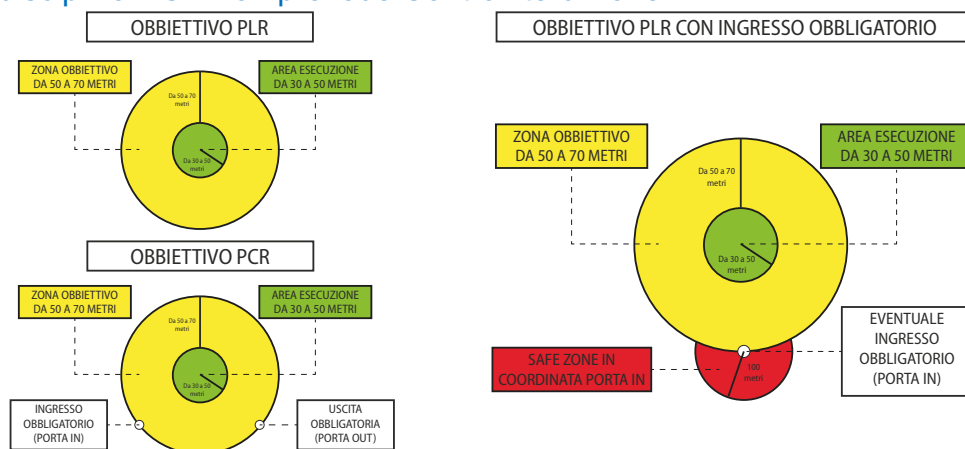 OBBIETTIVO PLR
ZONA OBBIETTIVO
DA 50 A 70 METRI
AREA ESECUZIONE
DA 30 A 50 METRI
Da 50 a 70
metri
Da 30 a 50
metri
OBBIETTIVO PCR
ZONA OBBIETTIVO
DA 50 A 70 METRI
AREA ESECUZIONE
DA 30 A 50 METRI
Da 50 a 70
metri
Da 30 a 50
metri
INGRESSO
OBBLIGATORIO
(PORTA IN)
USCITA
OBBLIGATORIA
(PORTA OUT)
OBBIETTIVO PLR CON INGRESSO OBBLIGATORIO
ZONA OBBIETTIVO
DA 50 A 70 METRI
AREA ESECUZIONE
DA 30 A 50 METRI
Da 50 a 70
metri
Da 30 a 50
metri
SAFE ZONE IN
COORDINATA PORTA IN
100
metri
EVENTUALE
INGRESSO
OBBLIGATORIO
(PORTA IN)